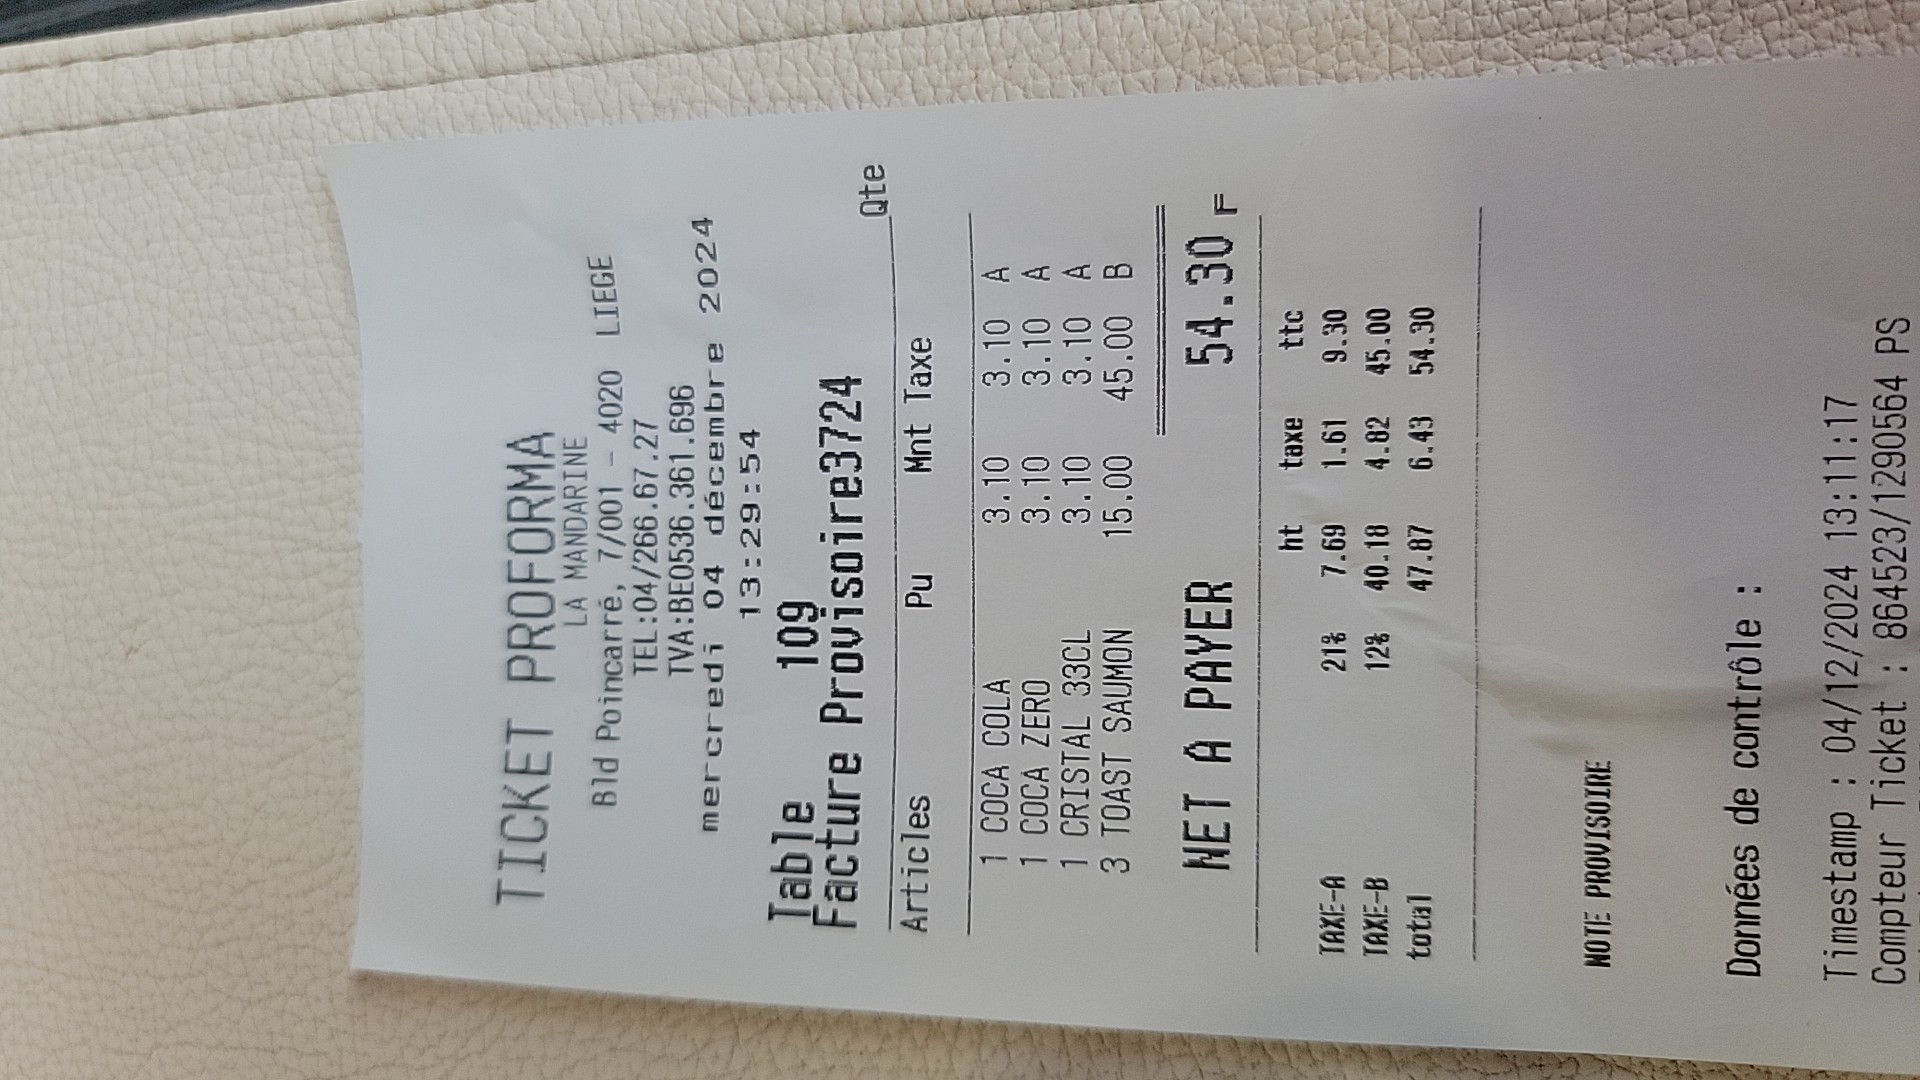 TICKET PROFORMA
LA MANDARINE
Bld Poincarré, 7/001 - 4020 LIEGE
TEL:04/266.67.27
TVA:BE0536.361.696
mercredi 04 décembre 2024
13:29:54
Table 109
Facture Provisoire3724
Qte
Articles Pu Mnt Taxe
1 COCA COLA 3.10 3.10 A
1 COCA ZERO 3.10 3.10 A
1 CRISTAL 33CL 3.10 3.10 A
3 TOAST SAUMON 15.00 45.00 B
NET A PAYER 54.30 F
ht taxe ttc
TAXE-A 21% 7.69 1.61 9.30
TAXE-B 12% 40.18 4.82 45.00
total 47.87 6.43 54.30
NOTE PROVISOIRE
Données de contrôle :
Timestamp : 04/12/2024 13:11:17
Compteur Ticket : 864523/1290564 PS